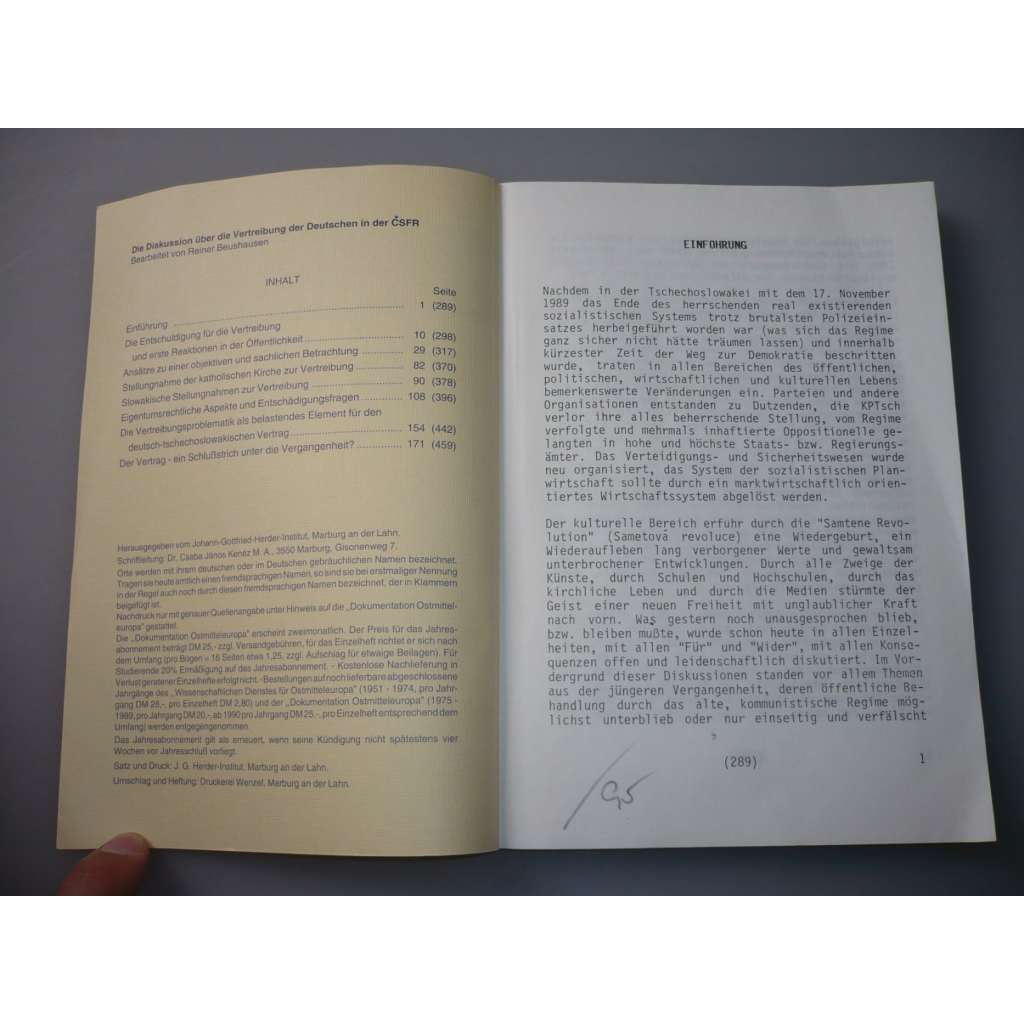 Die Diskussion über die Vertreibung der Deutschen in der ČSFR
Bearbeitet von Reiner Beushausen
INHALT
Seite
Einführung ........ 1 (289)
Die Entschuldigung für die Vertreibung
und erste Reaktionen in der Öffentlichkeit ........ 10 (298)
Ansätze zu einer objektiven und sachlichen Betrachtung ........ 29 (317)
Stellungnahme der katholischen Kirche zur Vertreibung ........ 82 (370)
Slowakische Stellungnahmen zur Vertreibung ........ 90 (378)
Eigentumsrechtliche Aspekte und Entschädigungsfragen ........ 108 (396)
Die Vertreibungsproblematik als belastendes Element für den
deutsch-tschechoslowakischen Vertrag ........ 154 (442)
Der Vertrag - ein Schlußstrich unter die Vergangenheit? ........ 171 (459)
Herausgegeben vom Johann-Gottfried-Herder-Institut, Marburg an der Lahn.
Schriftleitung: Dr. Csaba János Kenéz M. A., 3550 Marburg, Gisonenweg 7.
Orte werden mit ihrem deutschen oder im Deutschen gebräuchlichen Namen bezeichnet.
Tragen sie heute amtlich einen fremdsprachigen Namen, so sind sie bei erstmaliger Nennung
in der Regel auch noch durch diesen fremdsprachigen Namen bezeichnet, der in Klammern
beigefügt ist.
Nachdruck nur mit genauer Quellenangabe unter Hinweis auf die „Dokumentation Ostmittel-
europa" gestattet.
Die „Dokumentation Ostmitteleuropa" erscheint zweimonatlich. Der Preis für das Jahres-
abonnement beträgt DM 25,- zzgl. Versandgebühren, für das Einzelheft richtet er sich nach
dem Umfang (pro Bogen = 16 Seiten etwa 1,25, zzgl. Aufschlag für etwaige Beilagen). Für
Studierende 20% Ermäßigung auf das Jahresabonnement. - Kostenlose Nachlieferung in
Verlust geratener Einzelhefte erfolgt nicht. - Bestellungen auf noch lieferbare abgeschlossene
Jahrgänge des „Wissenschaftlichen Dienstes für Ostmitteleuropa" (1951 - 1974, pro Jahr-
gang DM 28,-, pro Einzelheft DM 2,80) und der „Dokumentation Ostmitteleuropa" (1975 -
1989, pro Jahrgang DM 20,-, ab 1990 pro Jahrgang DM 25,-, pro Einzelheft entsprechend dem
Umfang) werden entgegengenommen.
Das Jahresabonnement gilt als erneuert, wenn seine Kündigung nicht spätestens vier
Wochen vor Jahresschluß vorliegt.
Satz und Druck: J. G. Herder-Institut, Marburg an der Lahn.
Umschlag und Heftung: Druckerei Wenzel, Marburg an der Lahn.
EINFÜHRUNG
Nachdem in der Tschechoslowakei mit dem 17. November
1989 das Ende des herrschenden real existierenden
sozialistischen Systems trotz brutalsten Polizeiein-
satzes herbeigeführt worden war (was sich das Regime
ganz sicher nicht hätte träumen lassen) und innerhalb
kürzester Zeit der Weg zur Demokratie beschritten
wurde, traten in allen Bereichen des öffentlichen,
politischen, wirtschaftlichen und kulturellen Lebens
bemerkenswerte Veränderungen ein. Parteien und andere
Organisationen entstanden zu Dutzenden, die KPTsch
verlor ihre alles beherrschende Stellung, vom Regime
verfolgte und mehrmals inhaftierte Oppositionelle ge-
langten in hohe und höchste Staats- bzw. Regierungs-
ämter. Das Verteidigungs- und Sicherheitswesen wurde
neu organisiert, das System der sozialistischen Plan-
wirtschaft sollte durch ein marktwirtschaftlich orien-
tiertes Wirtschaftssystem abgelöst werden.
Der kulturelle Bereich erfuhr durch die "Samtene Revo-
lution" (Sametová revoluce) eine Wiedergeburt, ein
Wiederaufleben lang verborgener Werte und gewaltsam
unterbrochener Entwicklungen. Durch alle Zweige der
Künste, durch Schulen und Hochschulen, durch das
kirchliche Leben und durch die Medien stürmte der
Geist einer neuen Freiheit mit unglaublicher Kraft
nach vorn. Was gestern noch unausgesprochen blieb,
bzw. bleiben mußte, wurde schon heute in allen Einzel-
heiten, mit allen "Für" und "Wider", mit allen Konse-
quenzen offen und leidenschaftlich diskutiert. Im Vor-
dergrund dieser Diskussionen standen vor allem Themen
aus der jüngeren Vergangenheit, deren öffentliche Be-
handlung durch das alte, kommunistische Regime mög-
lichst unterblieb oder nur einseitig und verfälscht
(289) 1